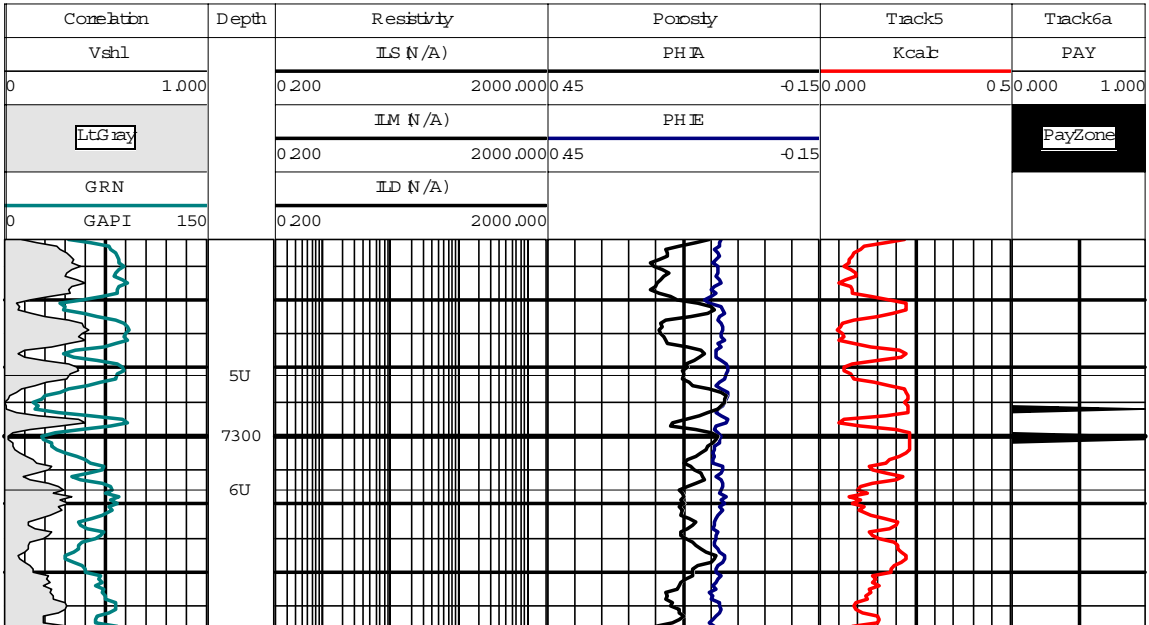 Correlation Depth Resistivity Porosity Track5 Track6a
Vshl ILS (N/A) PHIA Kcalc PAY
0 1.000 0.200 2000.000 0.45 -0.15 0.000 0.5 0.000 1.000
LtGray ILM (N/A) PHIE PayZone
0.200 2000.000 0.45 -0.15
GRN ILD (N/A)
0 GAPI 150 0.200 2000.000
5U
7300
6U